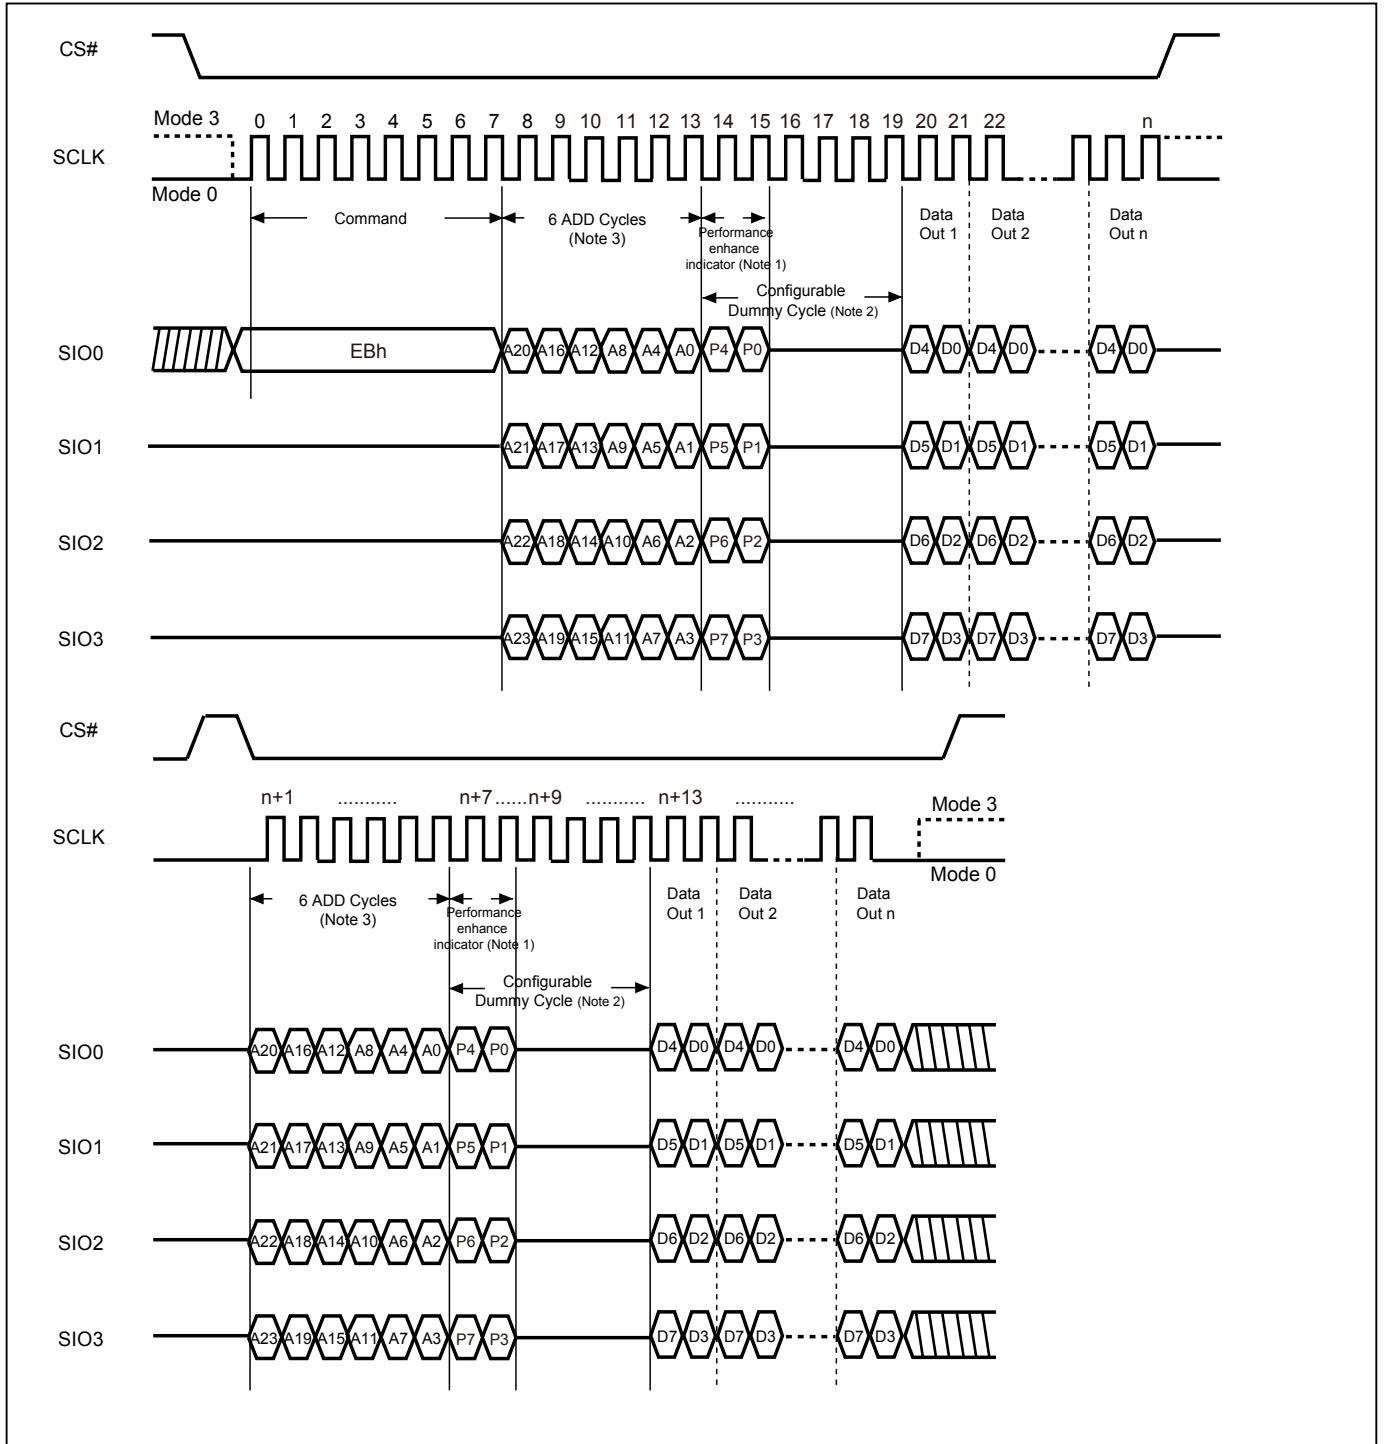 CS#
Mode 3
0 1 2 3 4 5 6 7 8 9 10 11 12 13 14 15 16 17 18 19 20 21 22 n
SCLK
Mode 0
Command
6 ADD Cycles
(Note 3)
Performance
enhance
indicator (Note 1)
Data
Out 1
Data
Out 2
Data
Out n
Configurable
Dummy Cycle (Note 2)
SIO0 EBh A20 A16 A12 A8 A4 A0 P4 P0 D4 D0 D4 D0 D4 D0
SIO1 A21 A17 A13 A9 A5 A1 P5 P1 D5 D1 D5 D1 D5 D1
SIO2 A22 A18 A14 A10 A6 A2 P6 P2 D6 D2 D6 D2 D6 D2
SIO3 A23 A19 A15 A11 A7 A3 P7 P3 D7 D3 D7 D3 D7 D3
CS#
n+1 ........... n+7......n+9 ........... n+13 ...........
Mode 3
SCLK
Mode 0
6 ADD Cycles
(Note 3)
Performance
enhance
indicator (Note 1)
Data
Out 1
Data
Out 2
Data
Out n
Configurable
Dummy Cycle (Note 2)
SIO0 A20 A16 A12 A8 A4 A0 P4 P0 D4 D0 D4 D0 D4 D0
SIO1 A21 A17 A13 A9 A5 A1 P5 P1 D5 D1 D5 D1 D5 D1
SIO2 A22 A18 A14 A10 A6 A2 P6 P2 D6 D2 D6 D2 D6 D2
SIO3 A23 A19 A15 A11 A7 A3 P7 P3 D7 D3 D7 D3 D7 D3